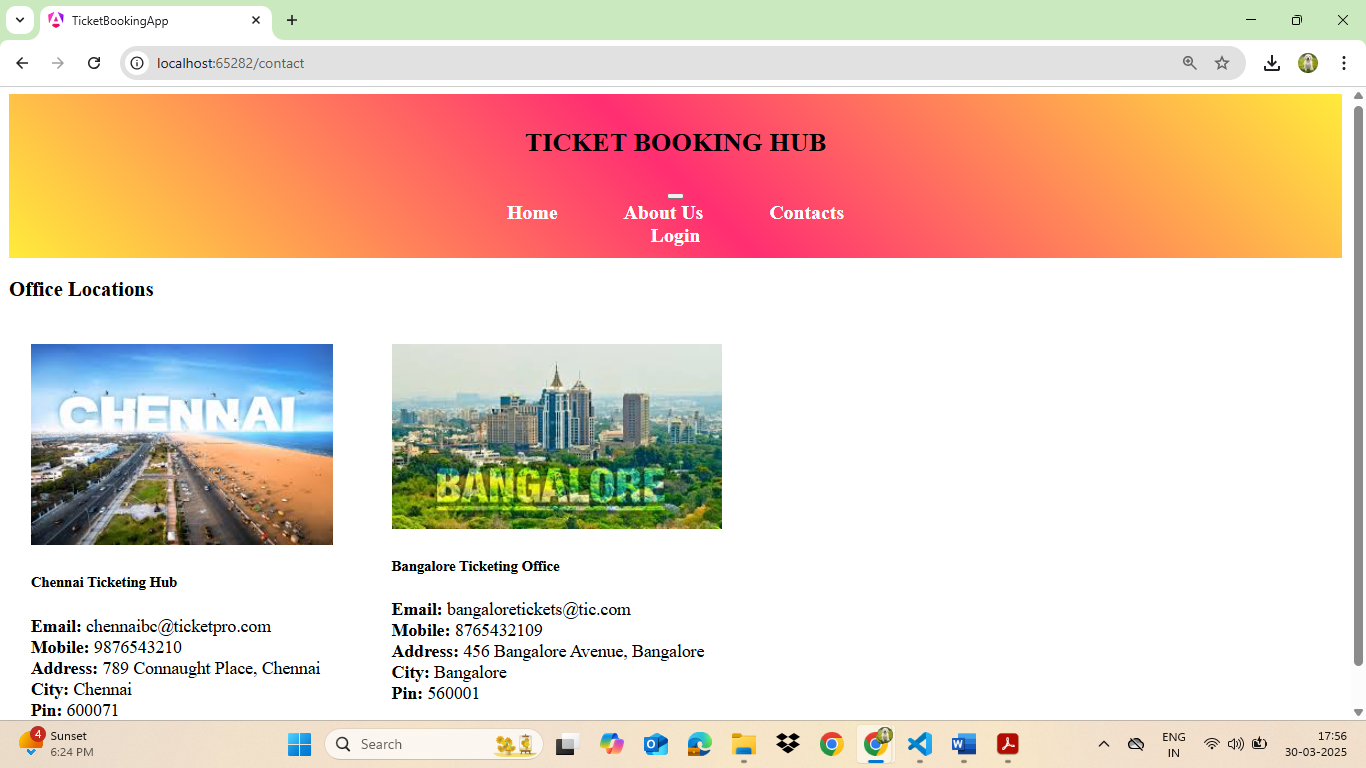 TicketBookingApp
localhost:65282/contact
TICKET BOOKING HUB
Home About Us Contacts
Login
Office Locations
CHENNAI
Chennai Ticketing Hub
Email: chennaibc@ticketpro.com
Mobile: 9876543210
Address: 789 Connaught Place, Chennai
City: Chennai
Pin: 600071
BANGALORE
Bangalore Ticketing Office
Email: bangaloretickets@tic.com
Mobile: 8765432109
Address: 456 Bangalore Avenue, Bangalore
City: Bangalore
Pin: 560001
4
Sunset
6:24 PM
Search
ENG
IN
17:56
30-03-2025